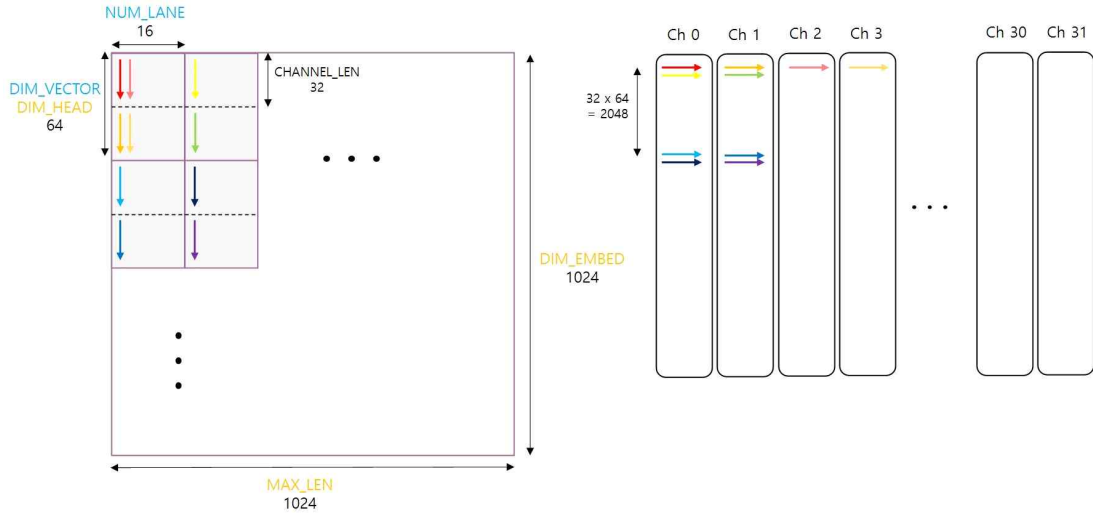 NUM_LANE
16
DIM_VECTOR
DIM_HEAD
64
CHANNEL_LEN
32
DIM_EMBED
1024
MAX_LEN
1024
Ch 0
Ch 1
Ch 2
Ch 3
Ch 30
Ch 31
32 x 64
= 2048